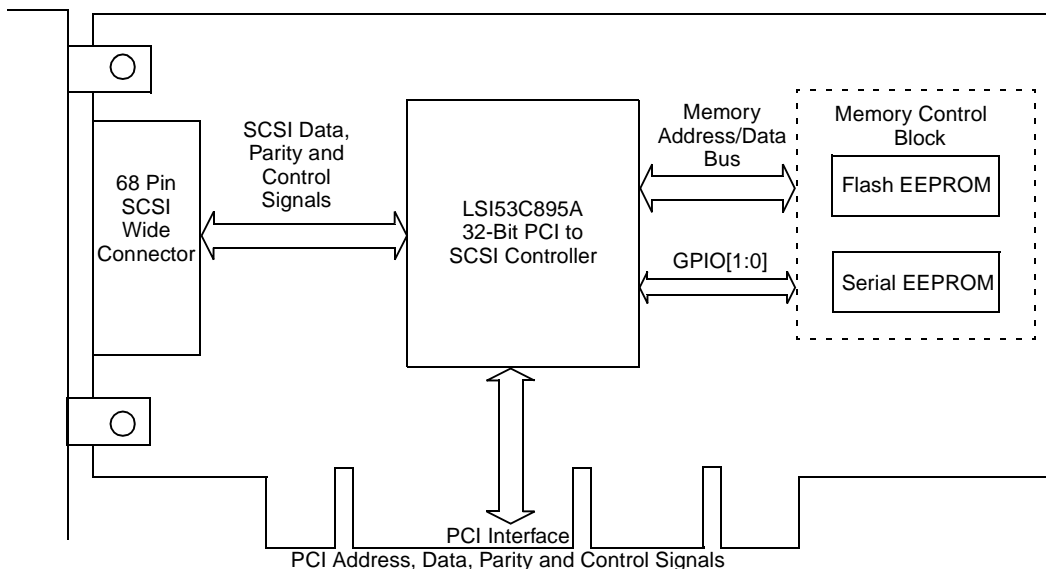 SCSI Data,
Parity and
Control
Signals
68 Pin
SCSI
Wide
Connector
LSI53C895A
32-Bit PCI to
SCSI Controller
Memory
Address/Data
Bus
GPIO[1:0]
Memory Control
Block
Flash EEPROM
Serial EEPROM
PCI Interface
PCI Address, Data, Parity and Control Signals